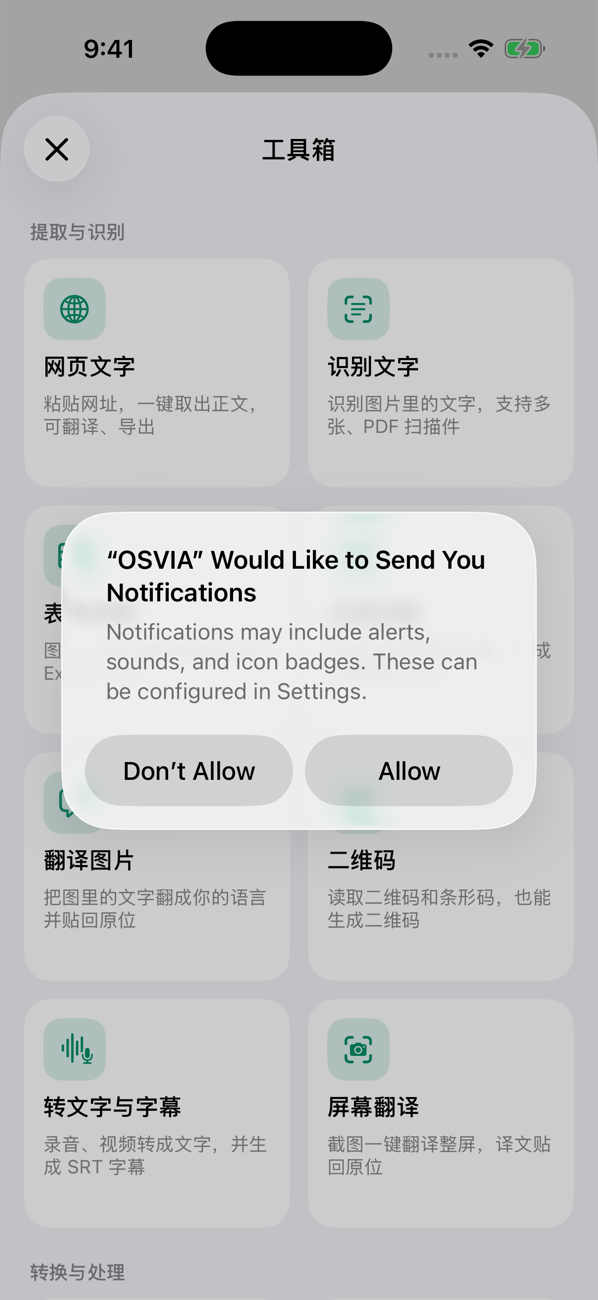 9:41
工具箱
提取与识别
网页文字
粘贴网址，一键取出正文，
可翻译、导出
识别文字
识别图片里的文字，支持多
张、PDF 扫描件
“OSVIA” Would Like to Send You
Notifications
Notifications may include alerts,
sounds, and icon badges. These can
be configured in Settings.
Don’t Allow
Allow
表
图
Ex
成
翻译图片
把图里的文字翻成你的语言
并贴回原位
二维码
读取二维码和条形码，也能
生成二维码
转文字与字幕
录音、视频转成文字，并生
成 SRT 字幕
屏幕翻译
截图一键翻译整屏，译文贴
回原位
转换与处理